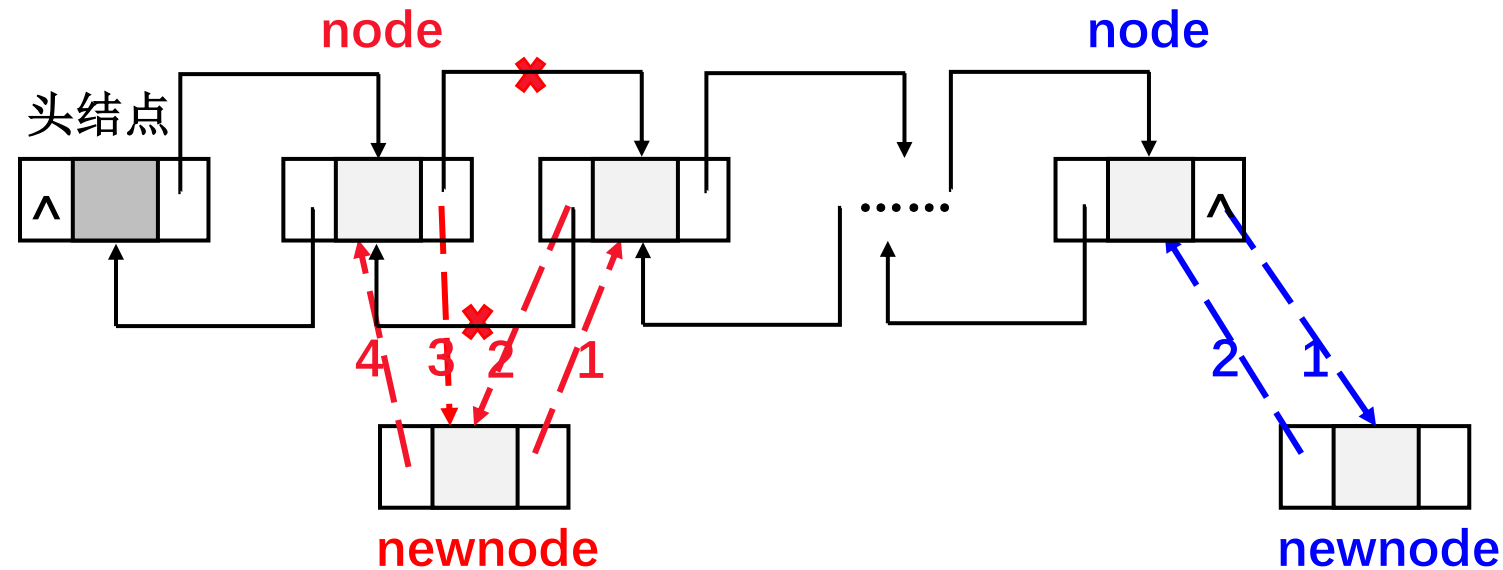 node
node
头结点
^
^
......
4
3
2
1
2
1
newnode
newnode